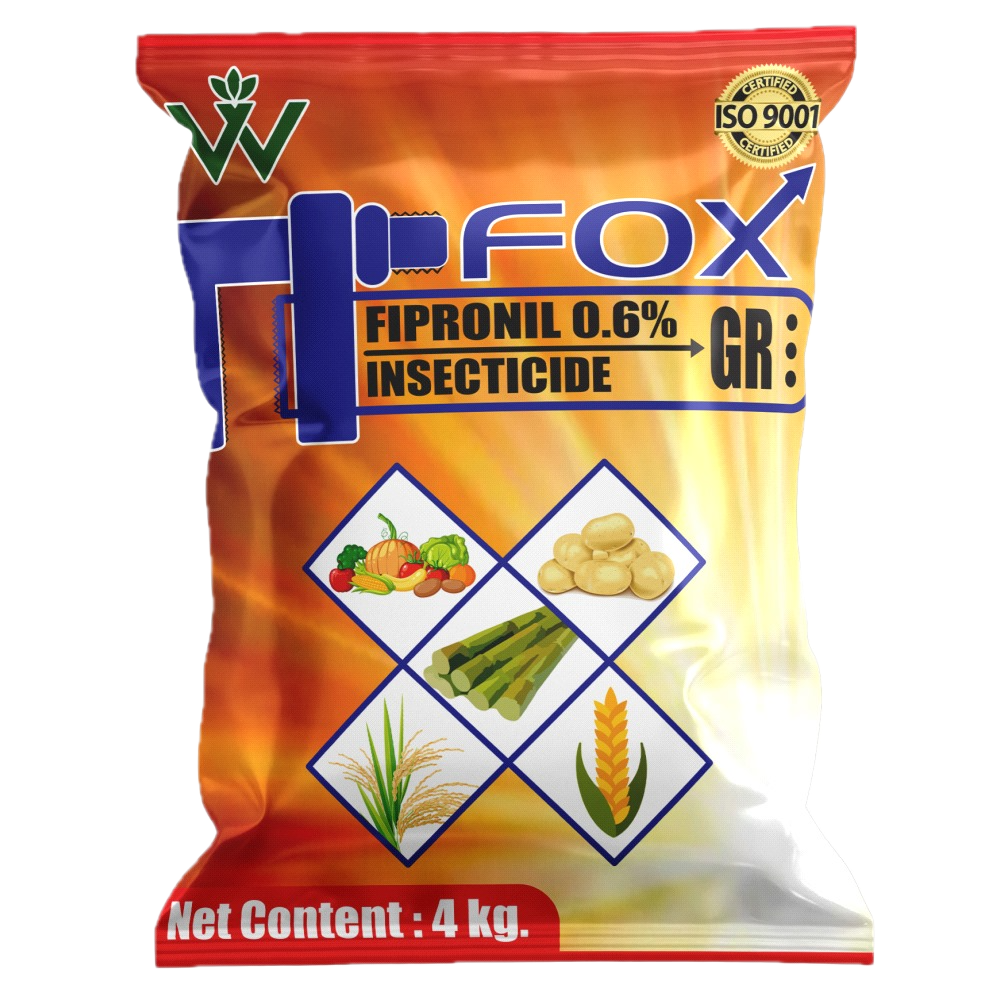 CERTIFIED
ISO 9001
CERTIFIED
FOX
FIPRONIL 0.6%
INSECTICIDE
GR
Net Content : 4 kg.